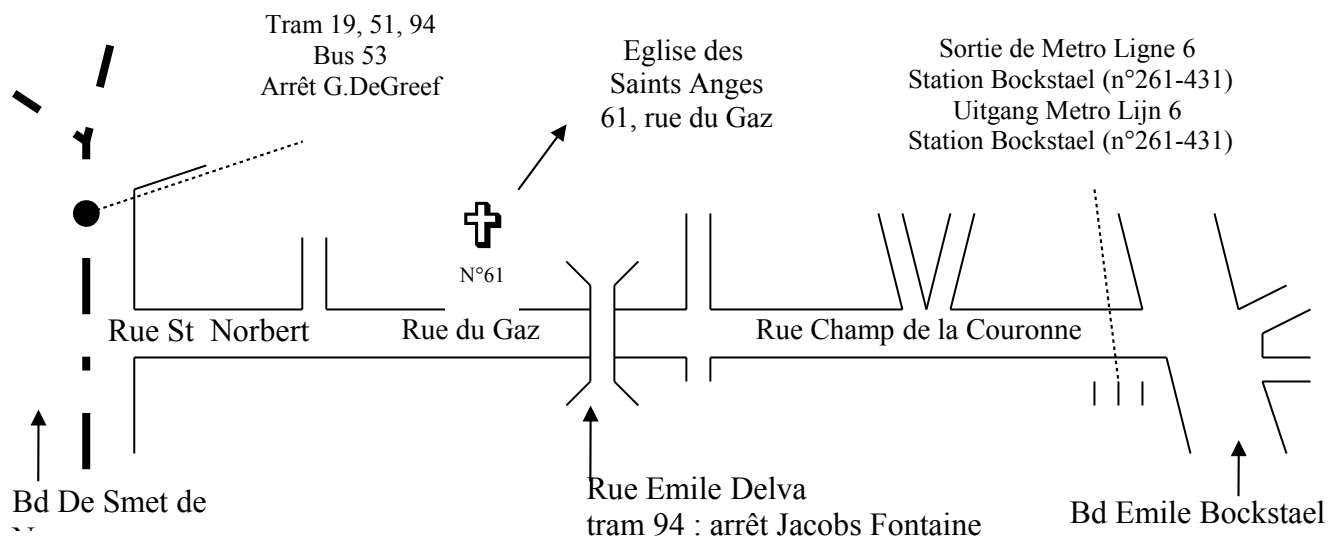 Tram 19, 51, 94
Bus 53
Arrêt G.DeGreef
Eglise des
Saints Anges
61, rue du Gaz
Sortie de Metro Ligne 6
Station Bockstael (n°261-431)
Uitgang Metro Lijn 6
Station Bockstael (n°261-431)
N°61
Rue St Norbert
Rue du Gaz
Rue Champ de la Couronne
Bd De Smet de
Rue Emile Delva
tram 94 : arrêt Jacobs Fontaine
Bd Emile Bockstael